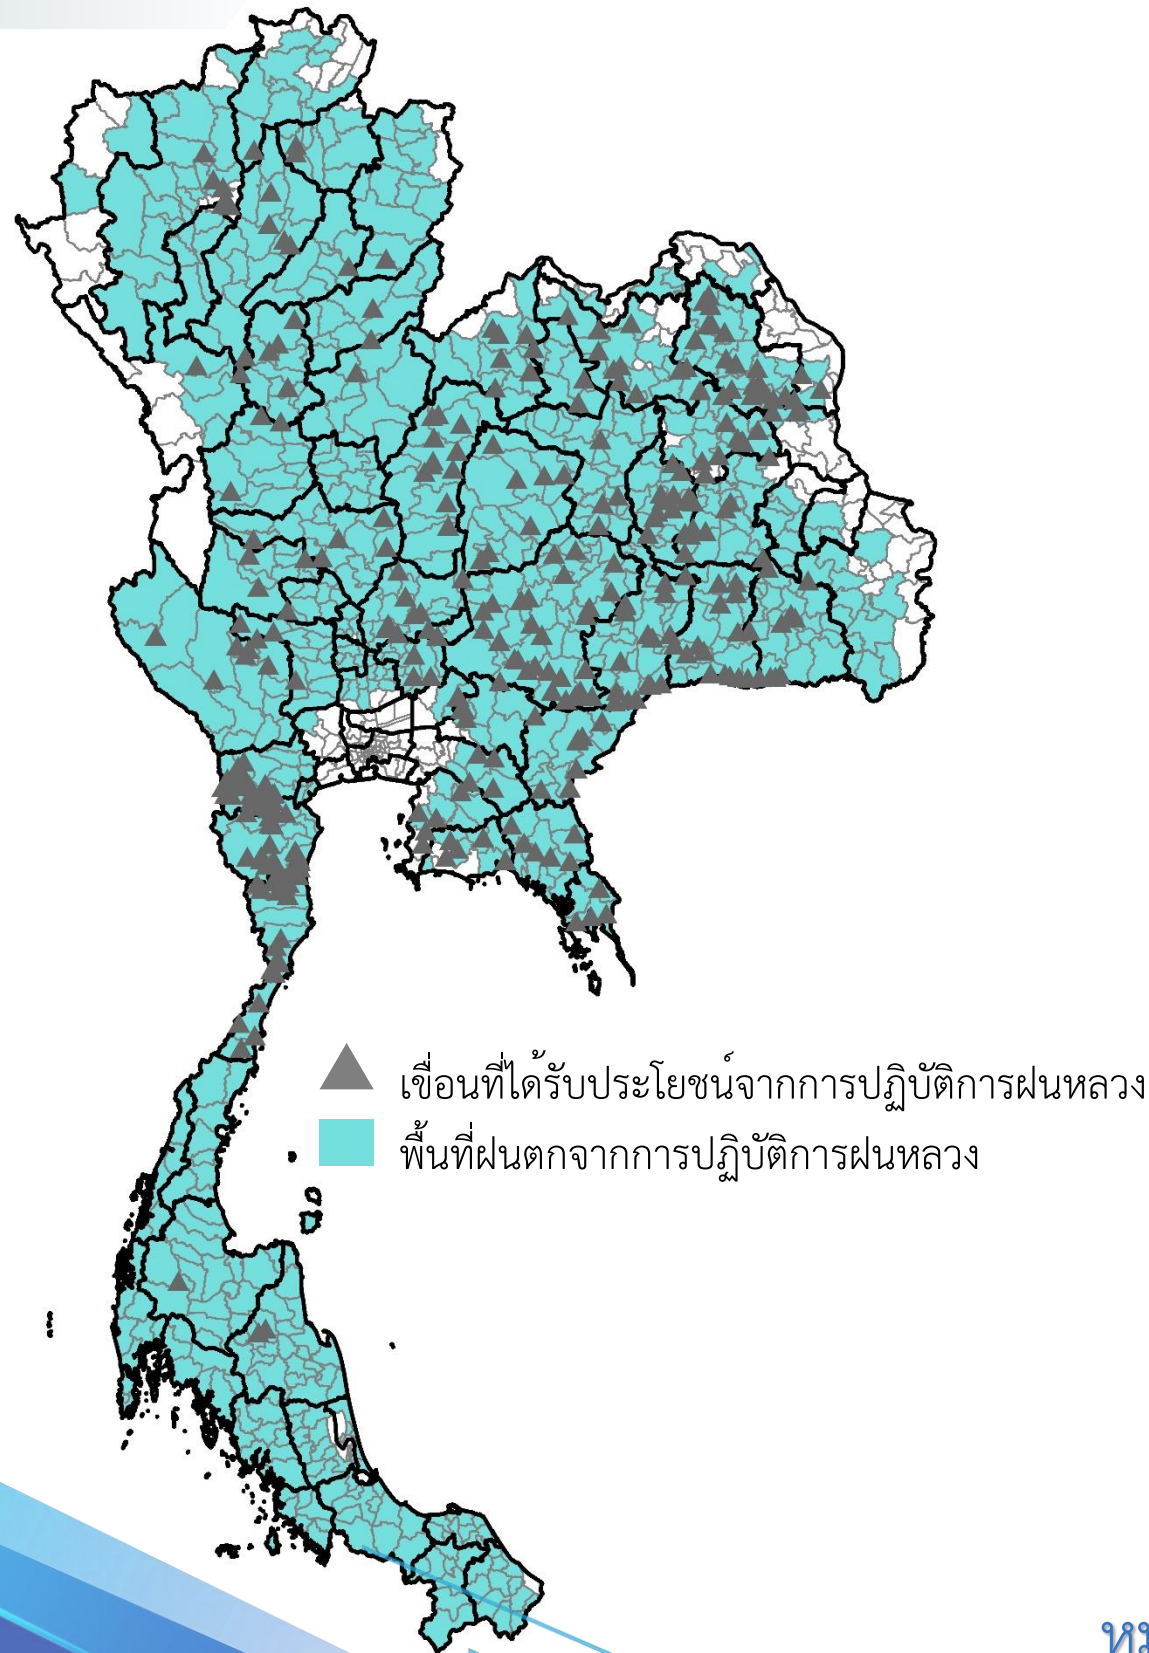 เขื่อนที่ได้รับประโยชน์จากการปฏิบัติการฝนหลวง
พื้นที่ฝนตกจากการปฏิบัติการฝนหลวง